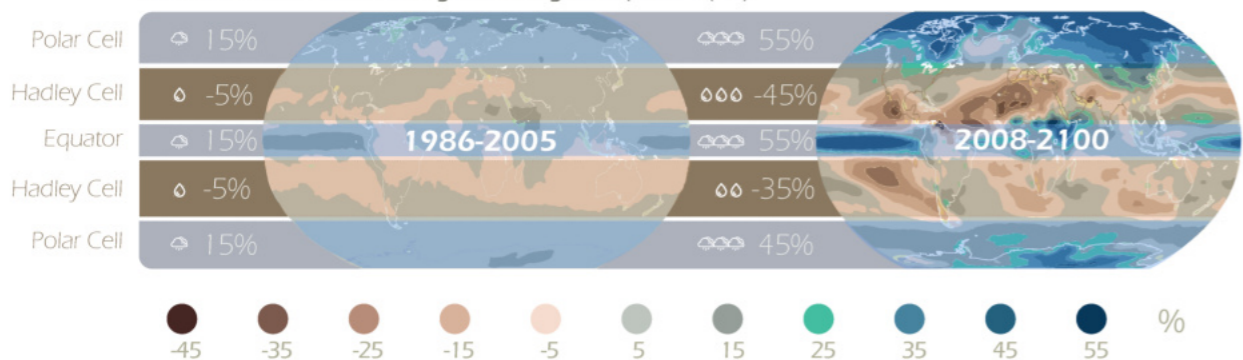 Polar Cell 15% 55%
Hadley Cell -5% -45%
Equator 15% 1986-2005 55% 2008-2100
Hadley Cell -5% -35%
Polar Cell 15% 45%
-45 -35 -25 -15 -5 5 15 25 35 45 55 %